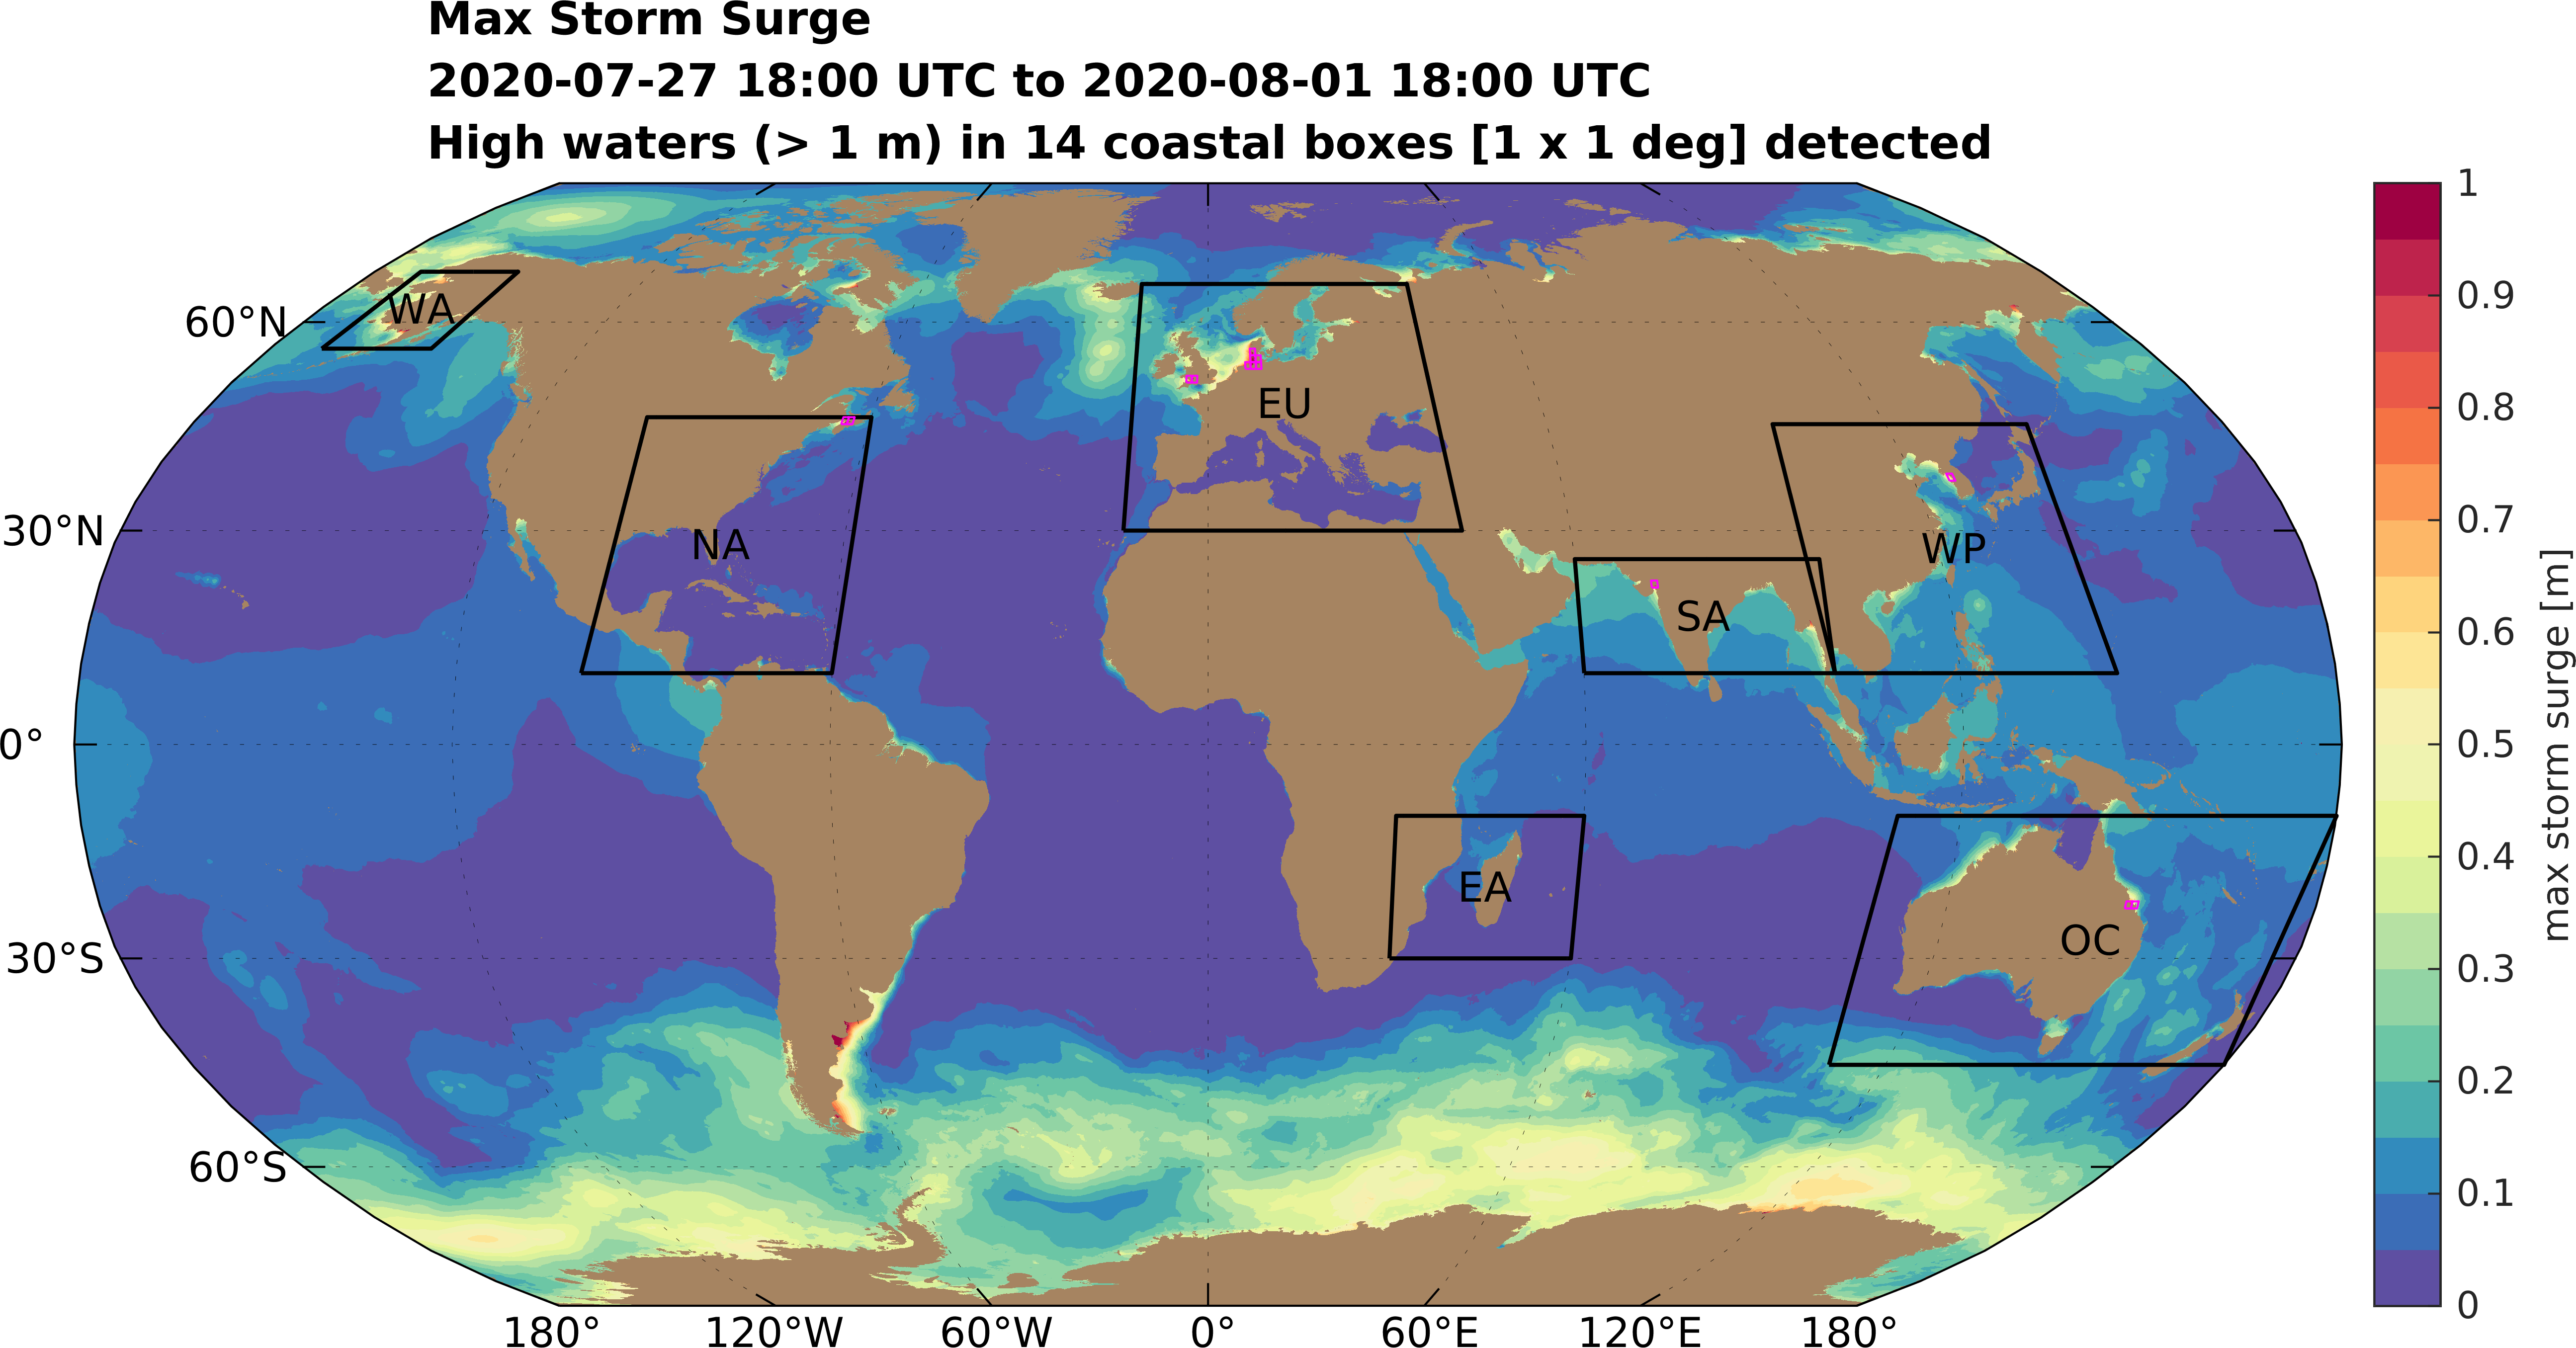 Max Storm Surge
2020-07-27 18:00 UTC to 2020-08-01 18:00 UTC
High waters (> 1 m) in 14 coastal boxes [1 x 1 deg] detected
WA
EU
NA
WP
SA
EA
OC
60°N
30°N
0°
30°S
60°S
180°
120°W
60°W
0°
60°E
120°E
180°
1
0.9
0.8
0.7
0.6
0.5
0.4
0.3
0.2
0.1
0
max storm surge [m]